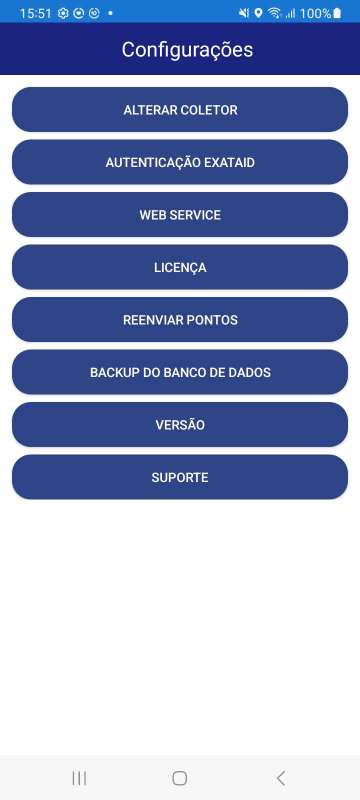 15:51 100%
Configurações
ALTERAR COLETOR
AUTENTICAÇÃO EXATAID
WEB SERVICE
LICENÇA
REENVIAR PONTOS
BACKUP DO BANCO DE DADOS
VERSÃO
SUPORTE